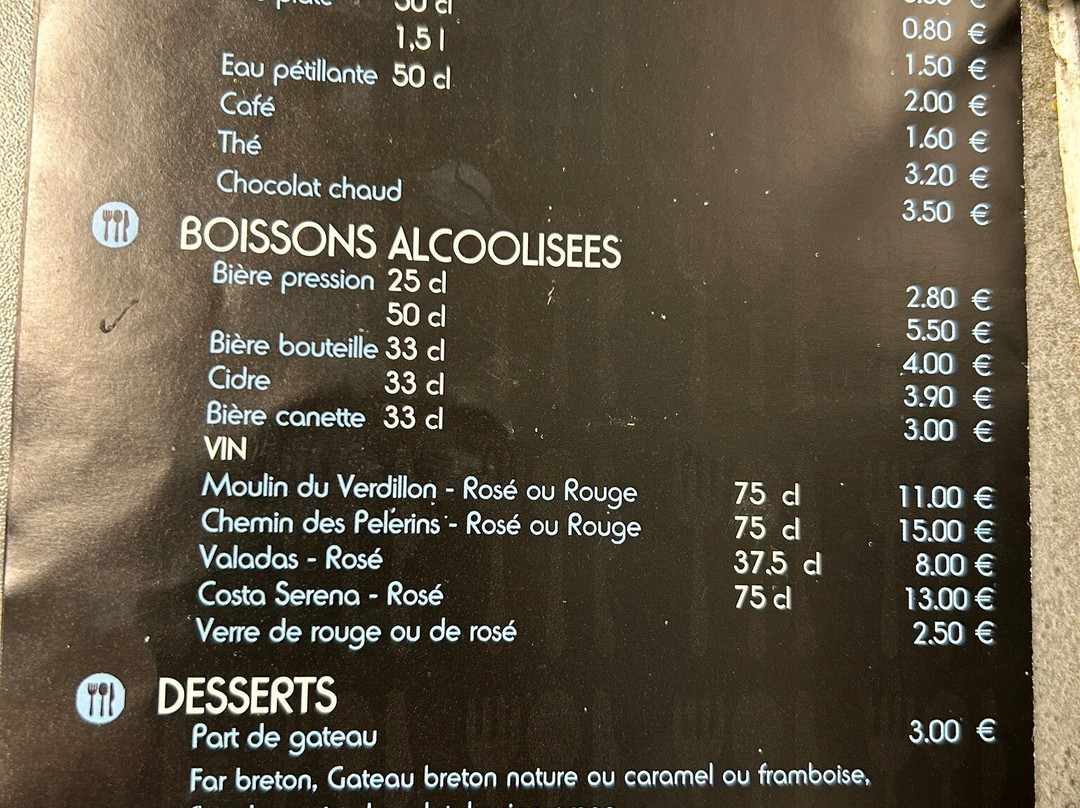 plate 50 cl 0.80 €
1,5 l 1.50 €
Eau pétillante 50 cl 2.00 €
Café 1.60 €
Thé 3.20 €
Chocolat chaud 3.50 €
BOISSONS ALCOOLISEES
Bière pression 25 cl 2.80 €
50 cl 5.50 €
Bière bouteille 33 cl 4.00 €
Cidre 33 cl 3.90 €
Bière canette 33 cl 3.00 €
VIN
Moulin du Verdillon - Rosé ou Rouge 75 cl 11.00 €
Chemin des Pelerins - Rosé ou Rouge 75 cl 15.00 €
Valadas - Rosé 37.5 cl 8.00 €
Costa Serena - Rosé 75 cl 13.00 €
Verre de rouge ou de rosé 2.50 €
DESSERTS
Part de gateau 3.00 €
Far breton, Gateau breton nature ou caramel ou framboise,